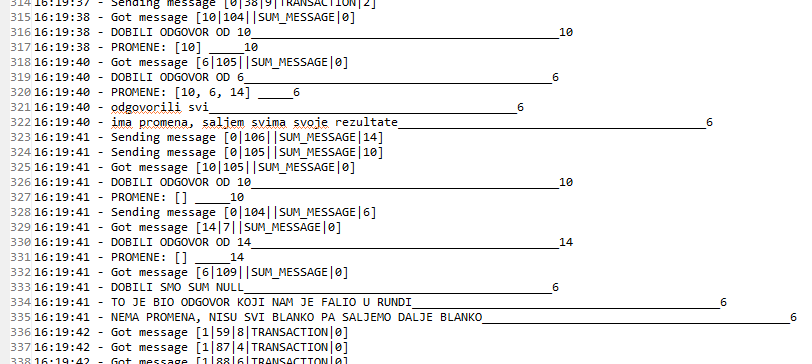 314 16:19:37 - Sending message [0|38|9|TRANSACTION|2]
315 16:19:38 - Got message [10|104||SUM_MESSAGE|0]
316 16:19:38 - DOBILI ODGOVOR OD 10____________________________________________10
317 16:19:38 - PROMENE: [10] _____10
318 16:19:40 - Got message [6|105||SUM_MESSAGE|0]
319 16:19:40 - DOBILI ODGOVOR OD 6____________________________________________6
320 16:19:40 - PROMENE: [10, 6, 14] _____6
321 16:19:40 - odgovorili svi____________________________________________6
322 16:19:40 - ima promena, saljem svima svoje rezultate____________________________________________6
323 16:19:41 - Sending message [0|106||SUM_MESSAGE|14]
324 16:19:41 - Sending message [0|105||SUM_MESSAGE|10]
325 16:19:41 - Got message [10|105||SUM_MESSAGE|0]
326 16:19:41 - DOBILI ODGOVOR OD 10____________________________________________10
327 16:19:41 - PROMENE: [] _____10
328 16:19:41 - Sending message [0|104||SUM_MESSAGE|6]
329 16:19:41 - Got message [14|7||SUM_MESSAGE|0]
330 16:19:41 - DOBILI ODGOVOR OD 14____________________________________________14
331 16:19:41 - PROMENE: [] _____14
332 16:19:41 - Got message [6|109||SUM_MESSAGE|0]
333 16:19:41 - DOBILI SMO SUM NULL____________________________________________6
334 16:19:41 - TO JE BIO ODGOVOR KOJI NAM JE FALIO U RUNDI____________________________________________6
335 16:19:41 - NEMA PROMENA, NISU SVI BLANKO PA SALJEMO DALJE BLANKO____________________________________________6
336 16:19:42 - Got message [1|59|8|TRANSACTION|0]
337 16:19:42 - Got message [1|87|4|TRANSACTION|0]
338 16:19:42 - Got message [1|88|6|TRANSACTION|0]